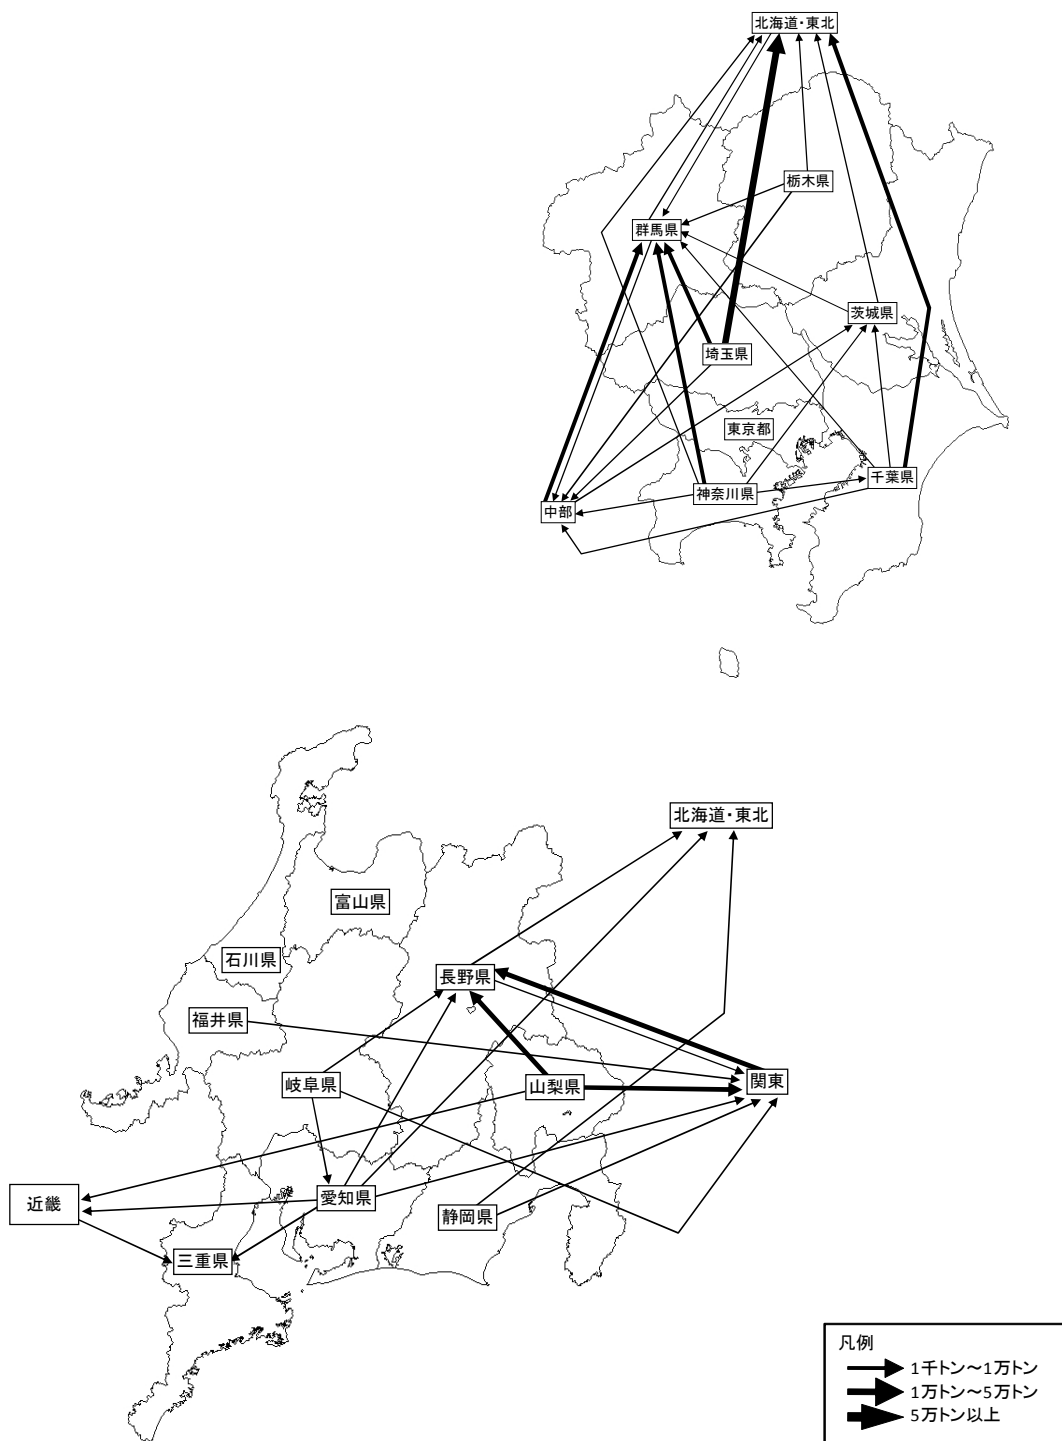 北海道・東北
栃木県
群馬県
茨城県
埼玉県
東京都
千葉県
神奈川県
中部
北海道・東北
富山県
石川県
長野県
福井県
岐阜県
山梨県
関東
近畿
愛知県
静岡県
三重県
凡例
1千トン～1万トン
1万トン～5万トン
5万トン以上